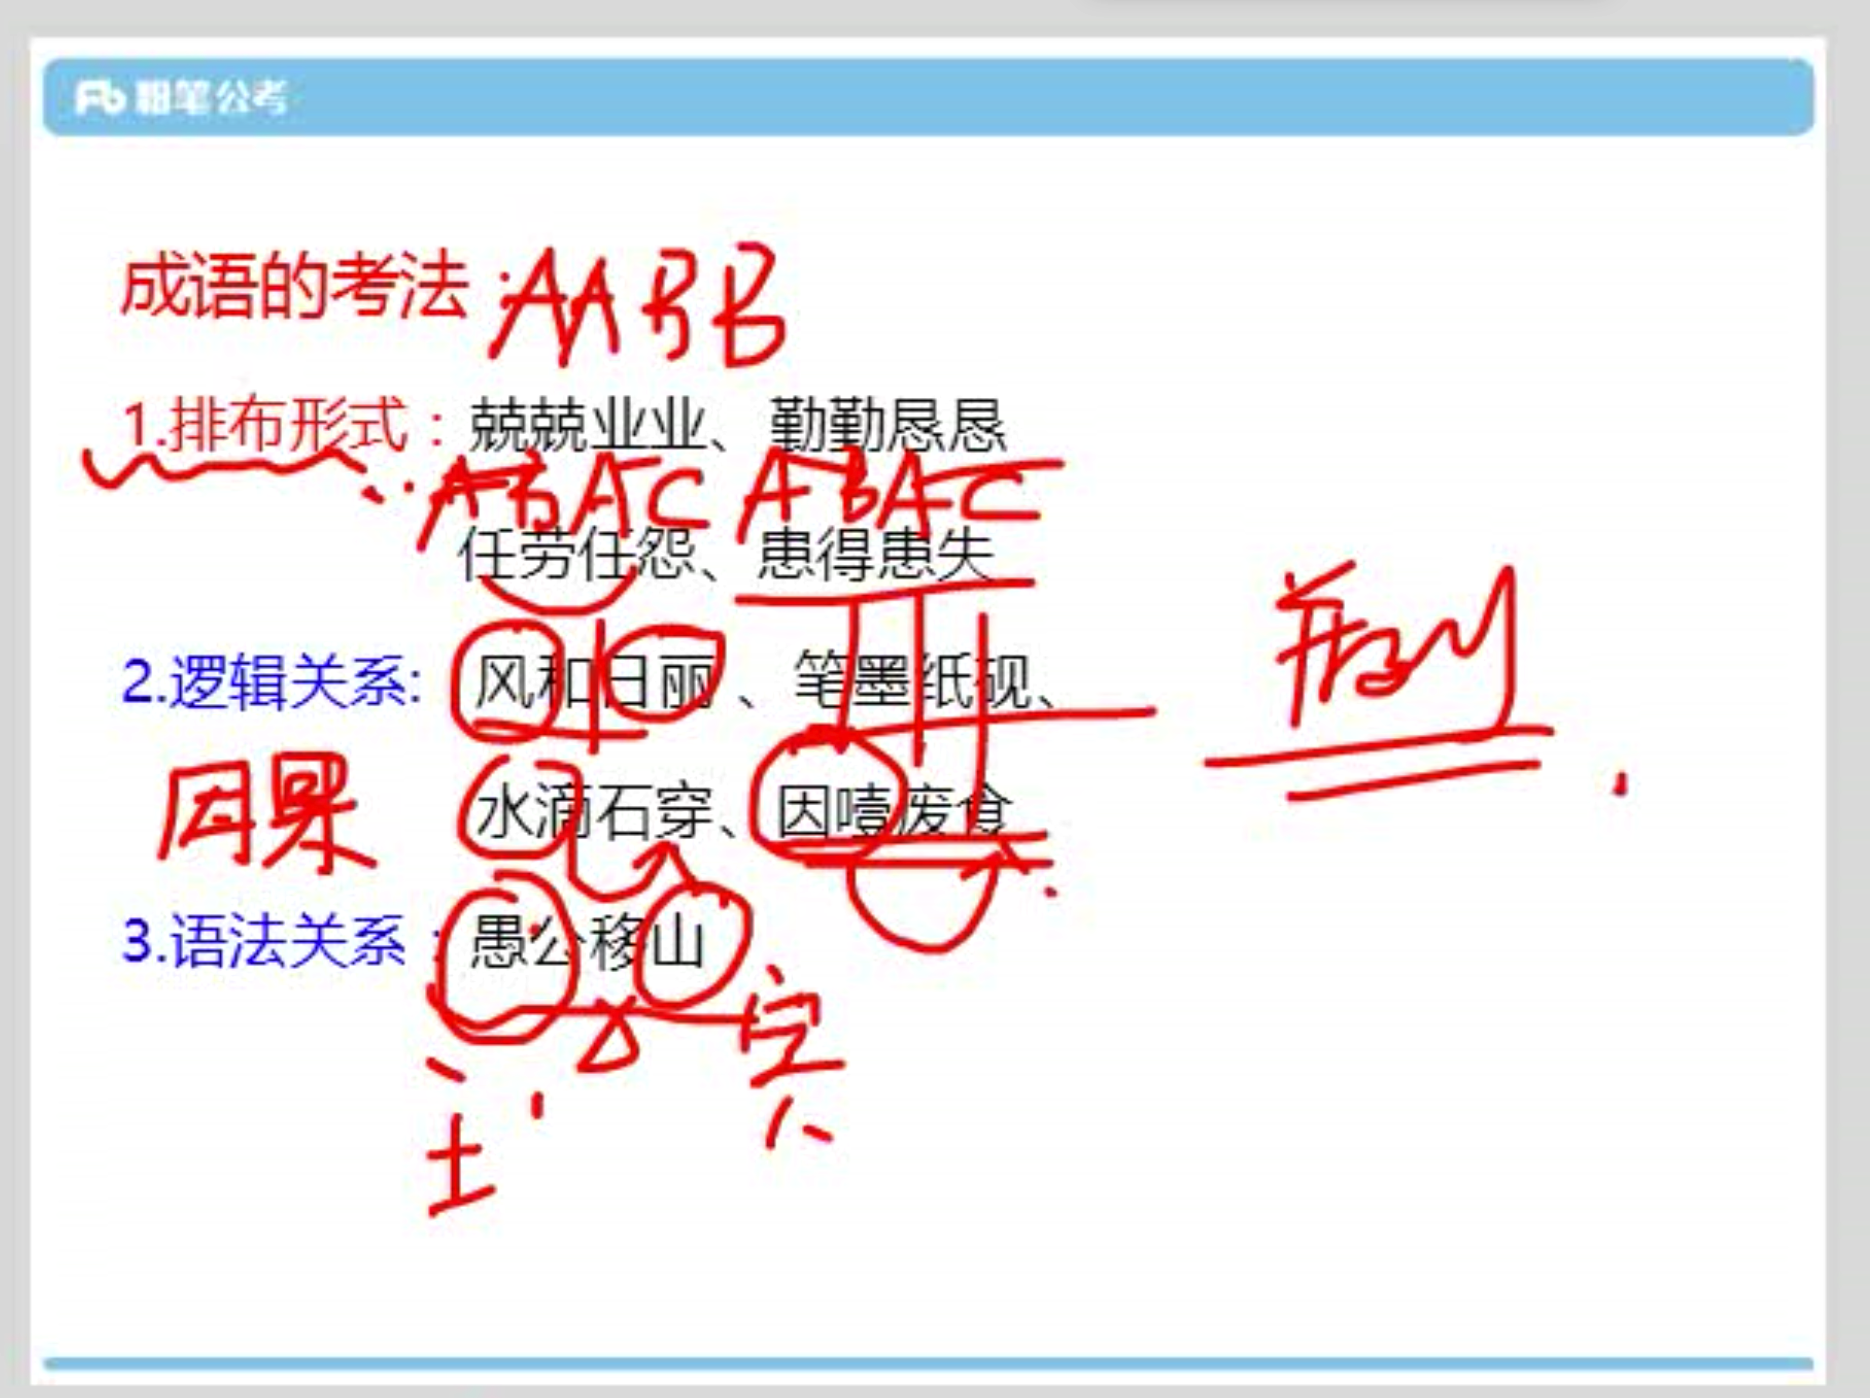 Fb 粉笔公考
成语的考法：AABB
1.排布形式：兢兢业业、勤勤恳恳
ABAC ABAC
任劳任怨、患得患失
并列
2.逻辑关系:风和日丽、笔墨纸砚、
因果
水滴石穿、因噎废食
3.语法关系：愚公移山
主 宾